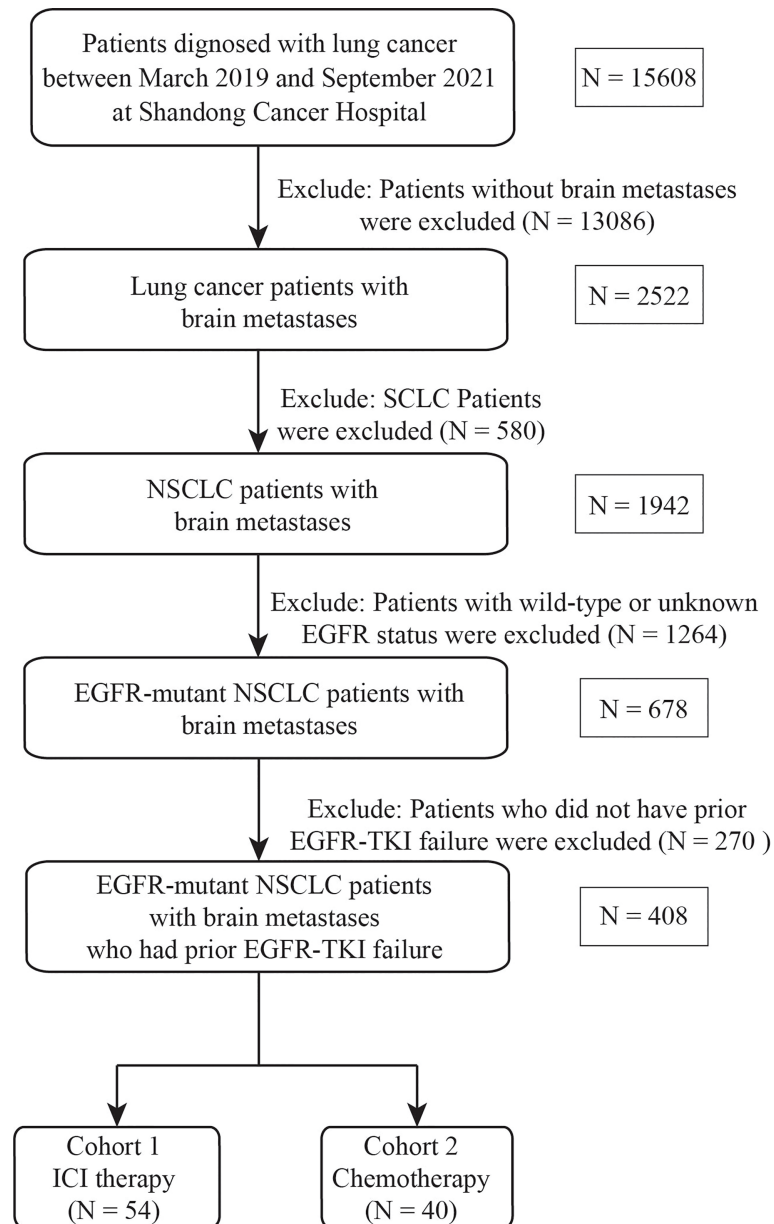 Patients dignosed with lung cancer
between March 2019 and September 2021
at Shandong Cancer Hospital
N = 15608
Exclude: Patients without brain metastases
were excluded (N = 13086)
Lung cancer patients with
brain metastases
N = 2522
Exclude: SCLC Patients
were excluded (N = 580)
NSCLC patients with
brain metastases
N = 1942
Exclude: Patients with wild-type or unknown
EGFR status were excluded (N = 1264)
EGFR-mutant NSCLC patients with
brain metastases
N = 678
Exclude: Patients who did not have prior
EGFR-TKI failure were excluded (N = 270 )
EGFR-mutant NSCLC patients
with brain metastases
who had prior EGFR-TKI failure
N = 408
Cohort 1
ICI therapy
(N = 54)
Cohort 2
Chemotherapy
(N = 40)